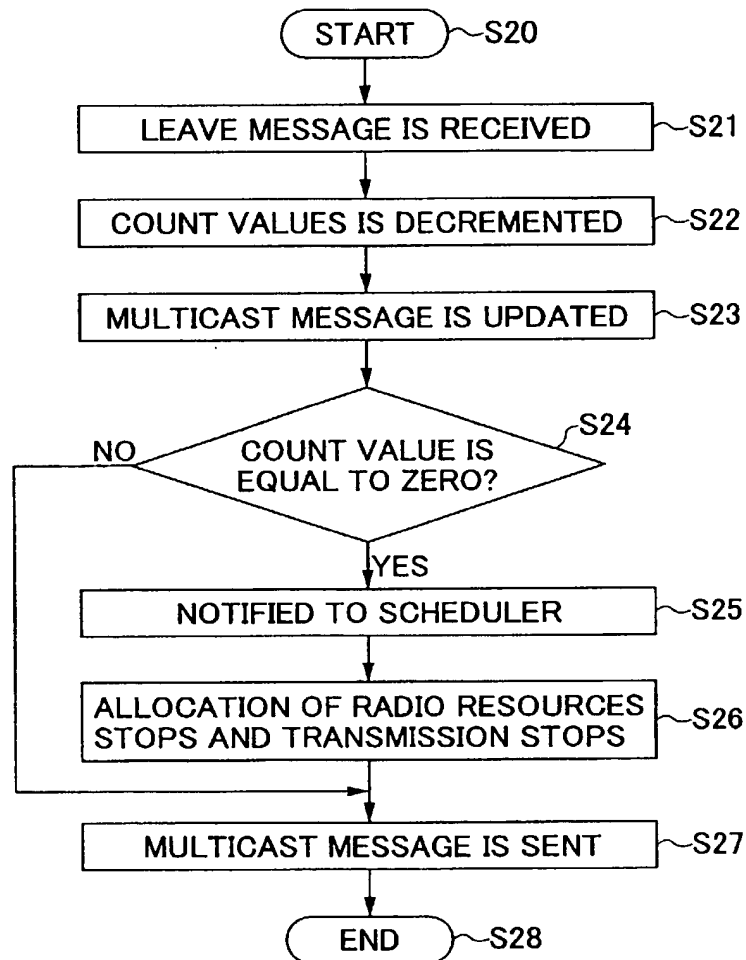 START
S20
LEAVE MESSAGE IS RECEIVED
S21
COUNT VALUES IS DECREMENTED
S22
MULTICAST MESSAGE IS UPDATED
S23
S24
NO
COUNT VALUE IS
EQUAL TO ZERO?
YES
NOTIFIED TO SCHEDULER
S25
ALLOCATION OF RADIO RESOURCES
STOPS AND TRANSMISSION STOPS
S26
MULTICAST MESSAGE IS SENT
S27
END
S28